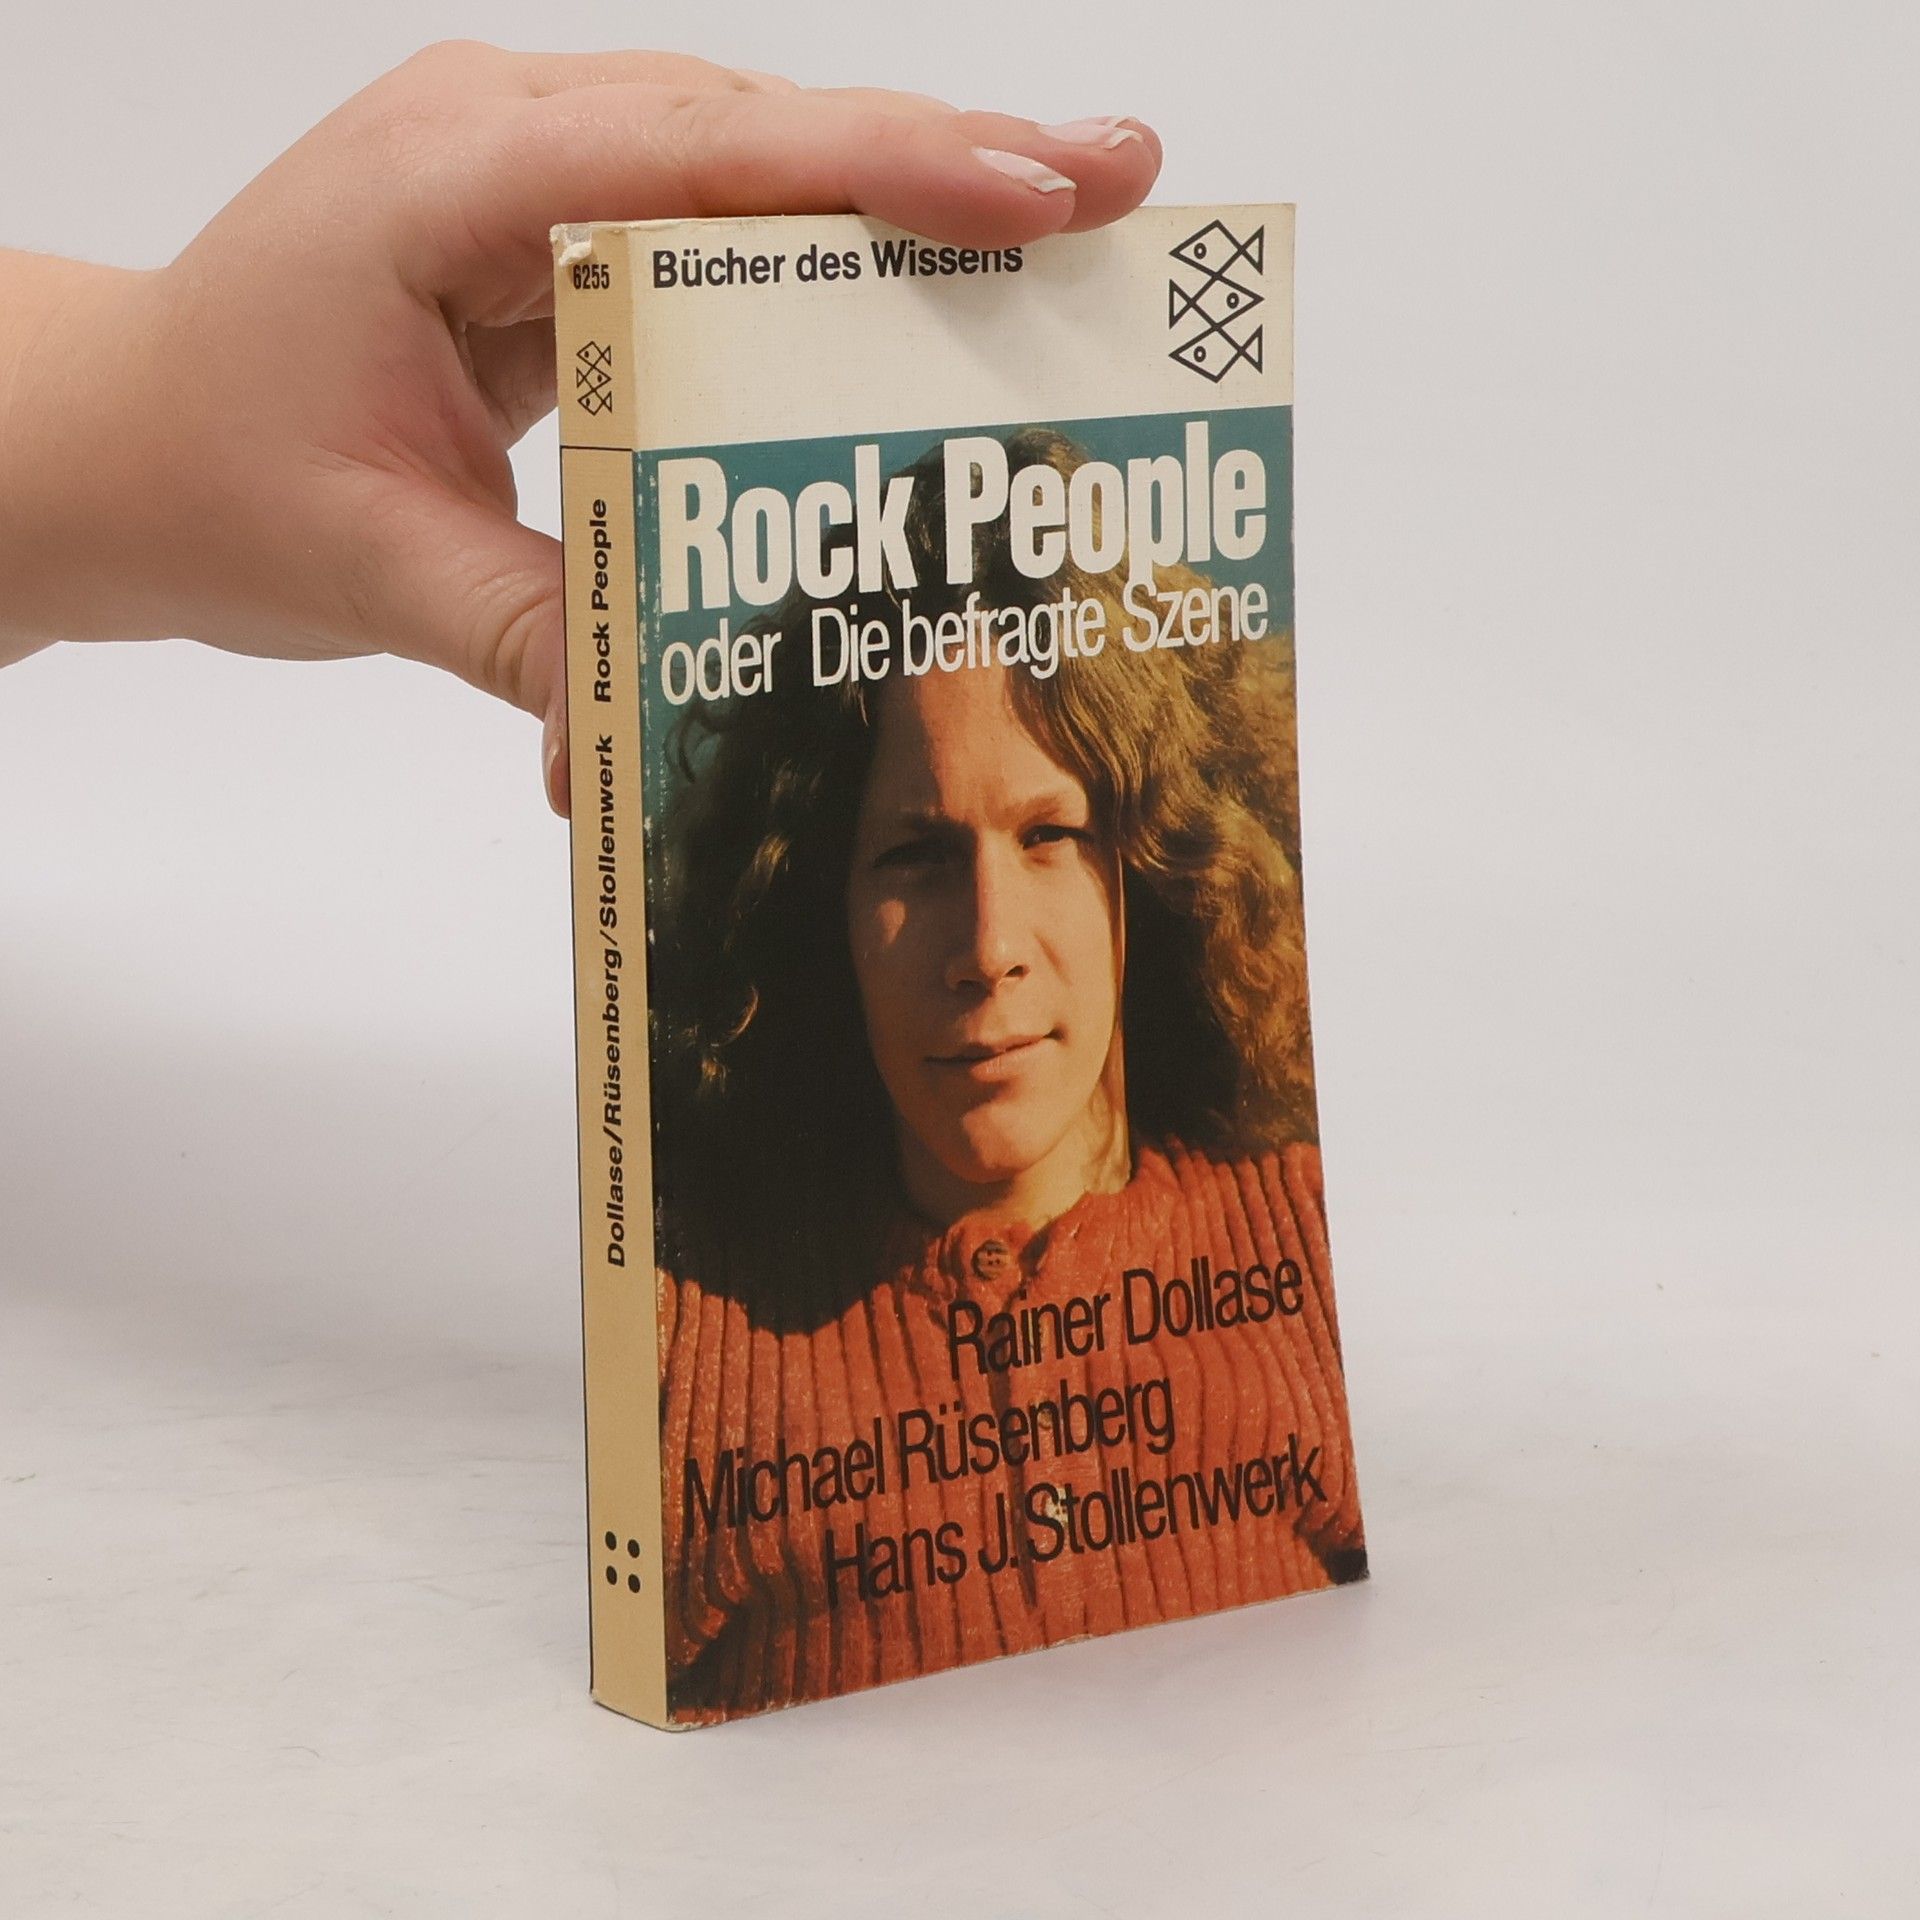 6255
Dollase/Rüsenberg/Stollenwerk Rock People
Bücher des Wissens
Rock People
oder Die befragte Szene
Rainer Dollase
Michael Rüsenberg
Hans J. Stollenwerk